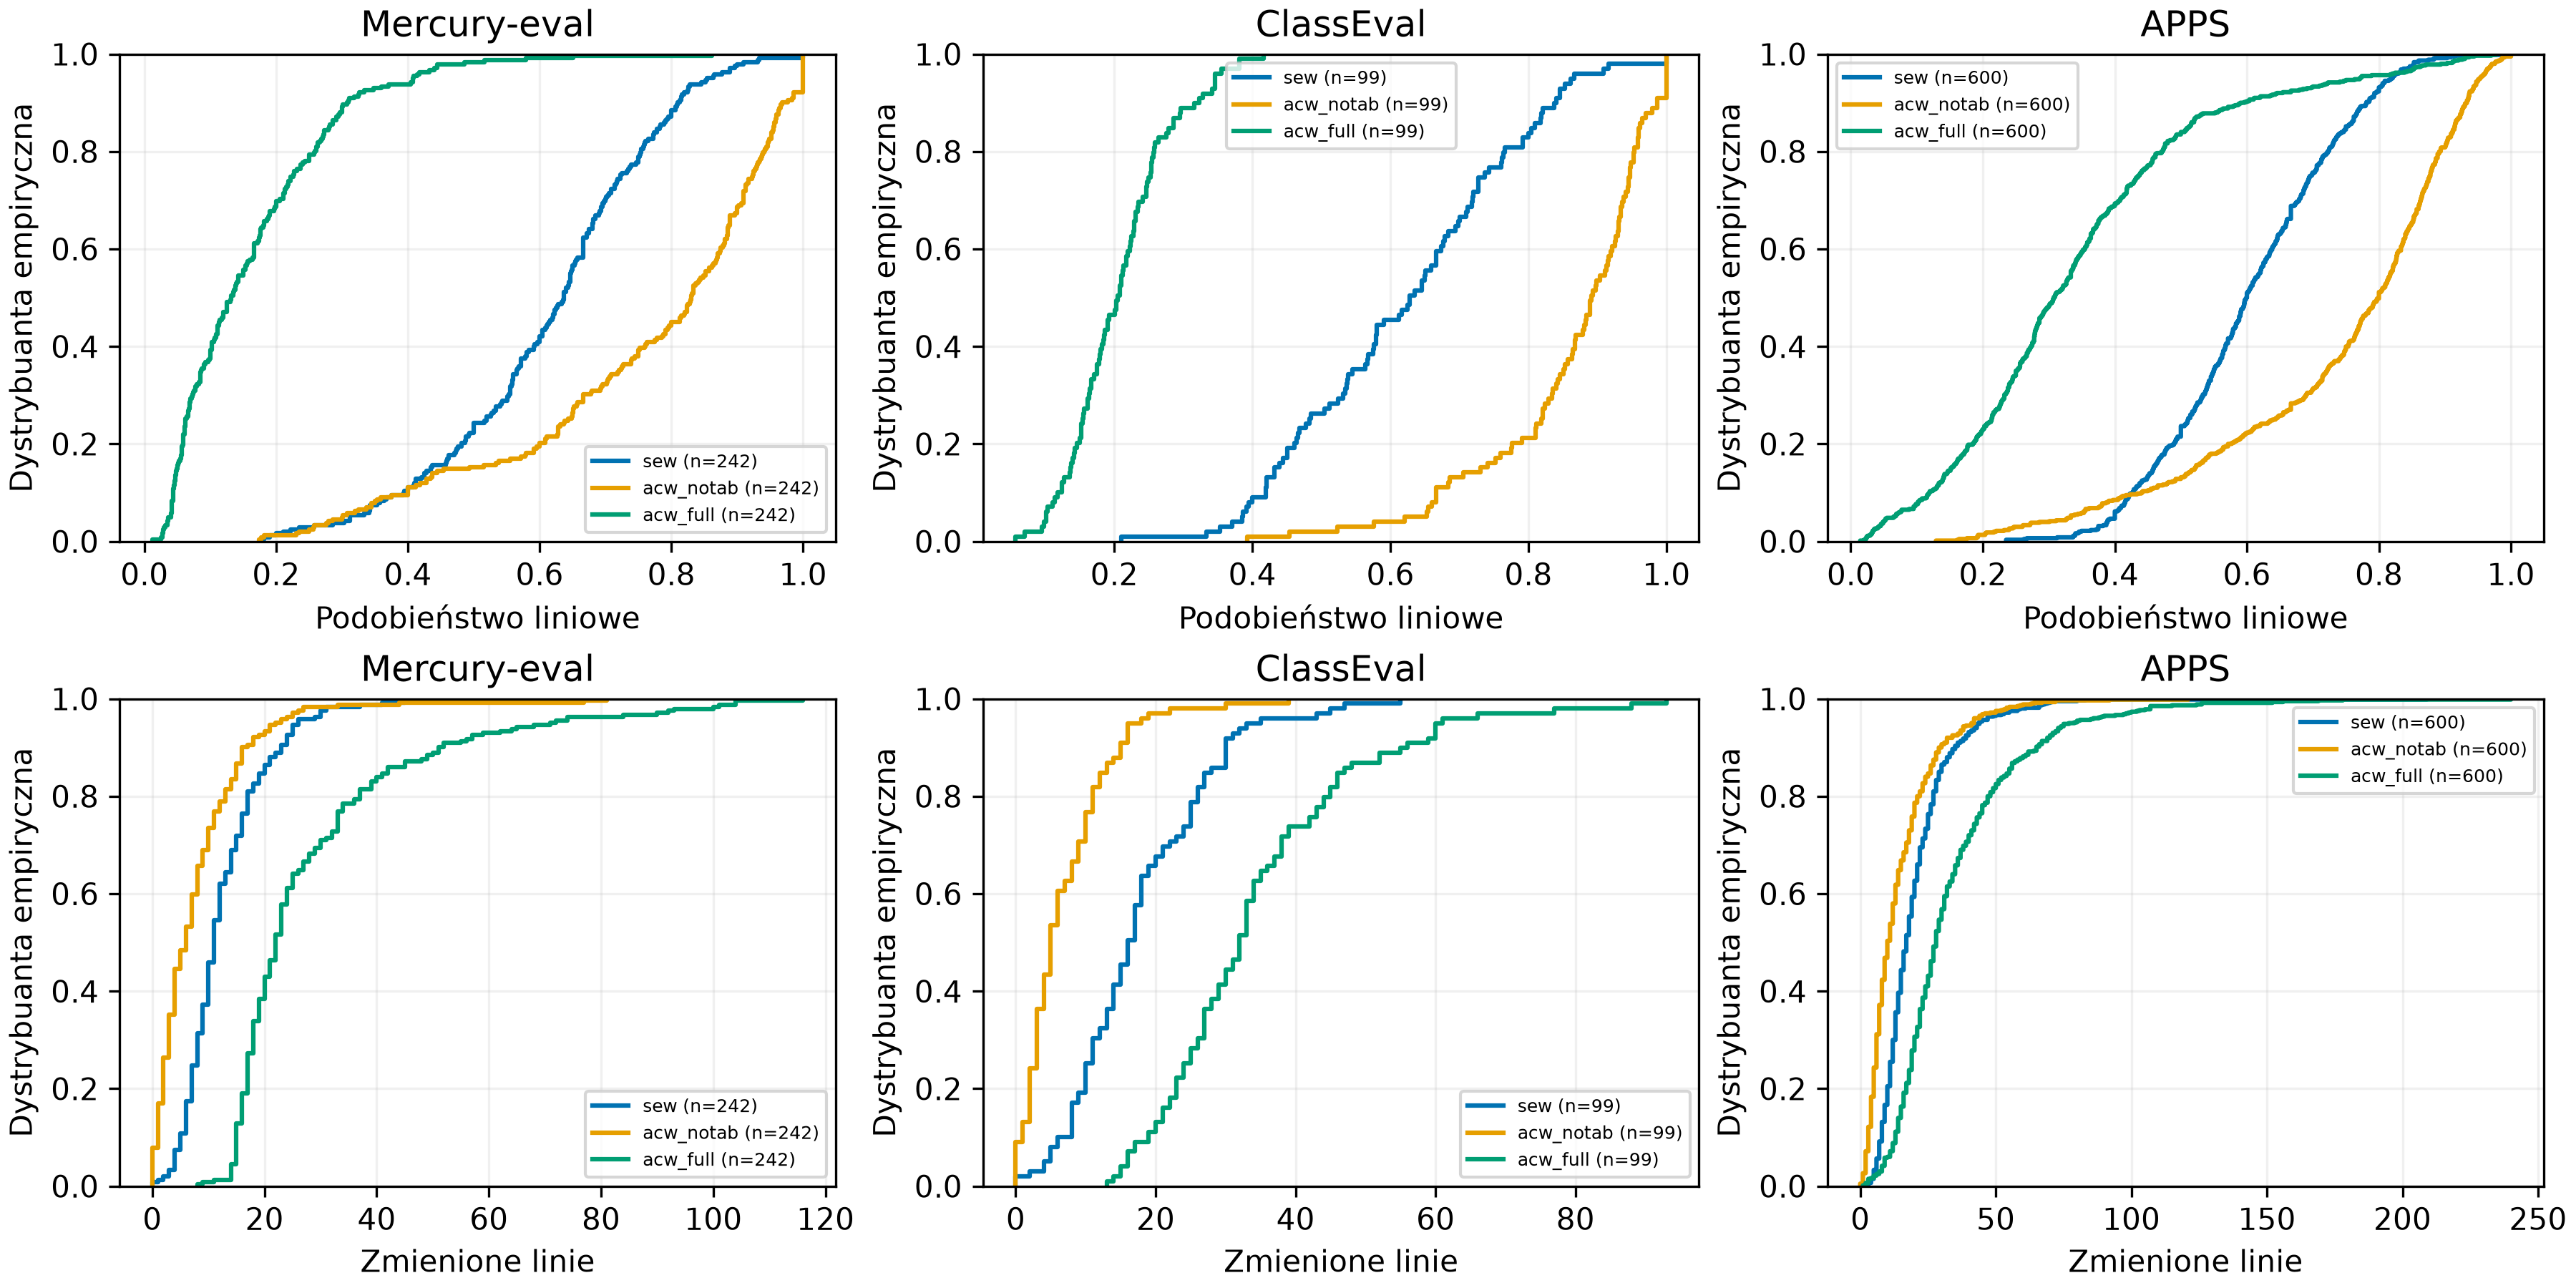 Mercury-eval
Dystrybuanta empiryczna
1.0
0.8
0.6
0.4
0.2
0.0
sew (n=242)
acw_notab (n=242)
acw_full (n=242)
0.0 0.2 0.4 0.6 0.8 1.0
Podobieństwo liniowe
ClassEval
Dystrybuanta empiryczna
1.0
0.8
0.6
0.4
0.2
0.0
sew (n=99)
acw_notab (n=99)
acw_full (n=99)
0.2 0.4 0.6 0.8 1.0
Podobieństwo liniowe
APPS
Dystrybuanta empiryczna
1.0
0.8
0.6
0.4
0.2
0.0
sew (n=600)
acw_notab (n=600)
acw_full (n=600)
0.0 0.2 0.4 0.6 0.8 1.0
Podobieństwo liniowe
Mercury-eval
Dystrybuanta empiryczna
1.0
0.8
0.6
0.4
0.2
0.0
sew (n=242)
acw_notab (n=242)
acw_full (n=242)
0 20 40 60 80 100 120
Zmienione linie
ClassEval
Dystrybuanta empiryczna
1.0
0.8
0.6
0.4
0.2
0.0
sew (n=99)
acw_notab (n=99)
acw_full (n=99)
0 20 40 60 80
Zmienione linie
APPS
Dystrybuanta empiryczna
1.0
0.8
0.6
0.4
0.2
0.0
sew (n=600)
acw_notab (n=600)
acw_full (n=600)
0 50 100 150 200 250
Zmienione linie